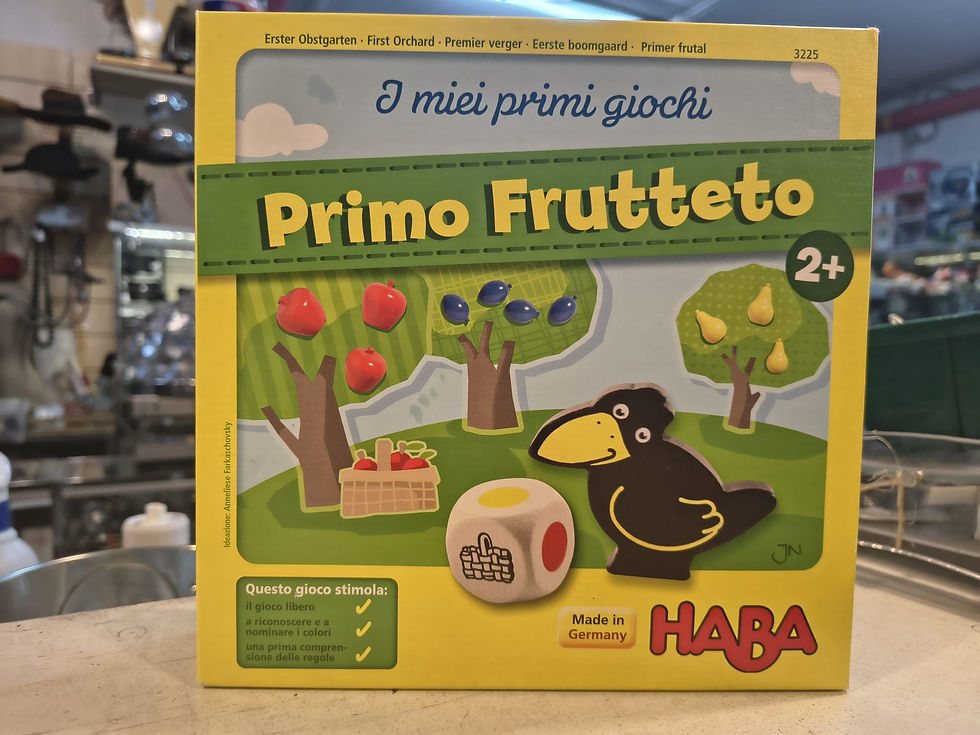 Erster Obstgarten · First Orchard · Premier verger · Eerste boomgaard · Primer frutal
3225
I miei primi giochi
Primo Frutteto
2+
Ideazione: Anneliese Farkaschovsky
JN
Questo gioco stimola:
il gioco libero
a riconoscere e a
nominare i colori
una prima compren-
sione delle regole
Made in
Germany
HABA